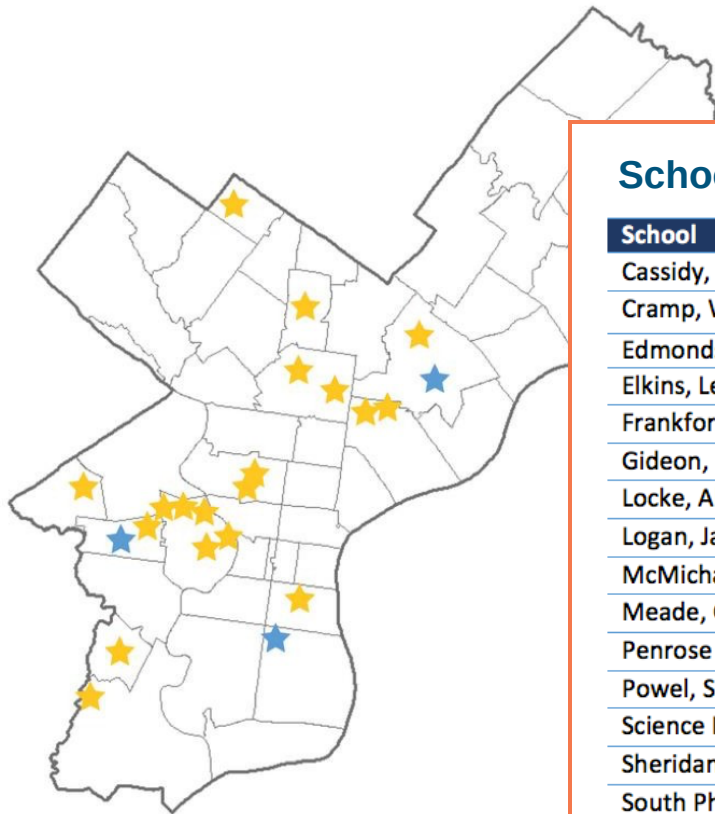 Schoo
School
Cassidy,
Cramp, W
Edmond
Elkins, Le
Frankfor
Gideon,
Locke, A
Logan, Ja
McMicha
Meade,
Penrose
Powel, S
Science
Sheridan
South Ph